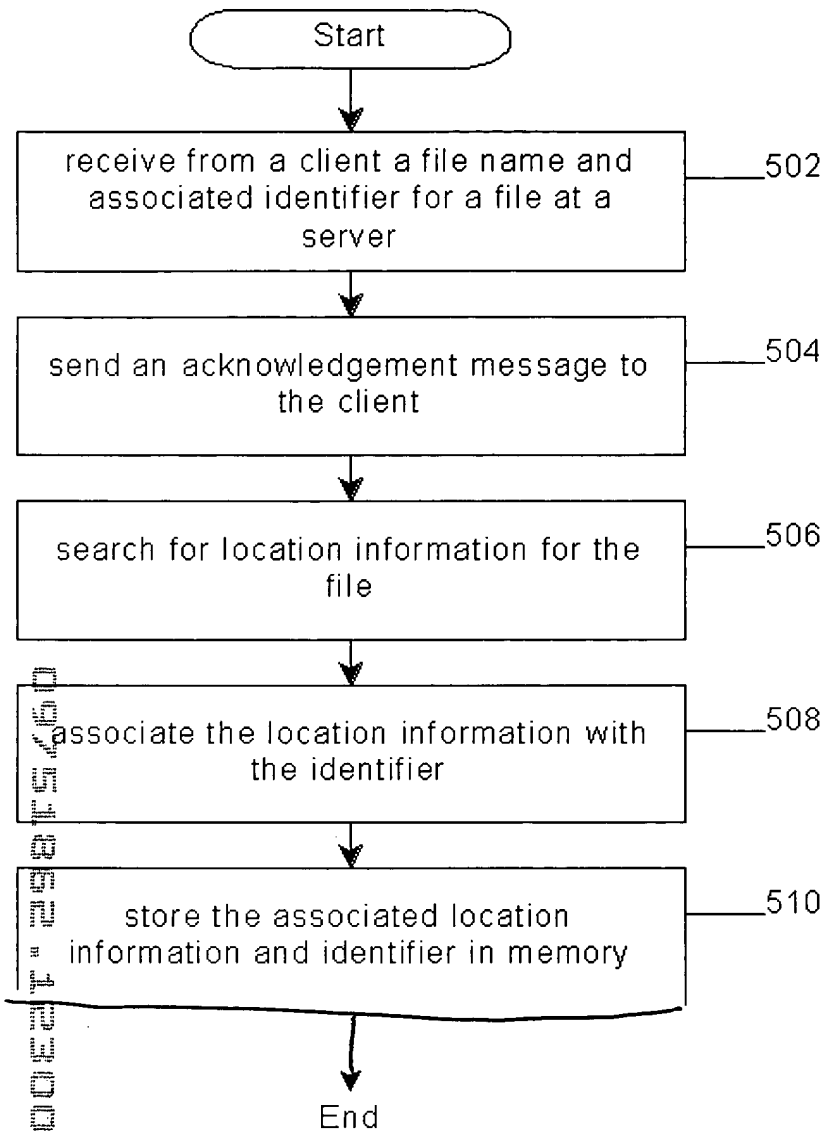 Start
receive from a client a file name and
associated identifier for a file at a
server
502
send an acknowledgement message to
the client
504
search for location information for the
file
506
associate the location information with
the identifier
508
store the associated location
information and identifier in memory
510
End
09751862.12300